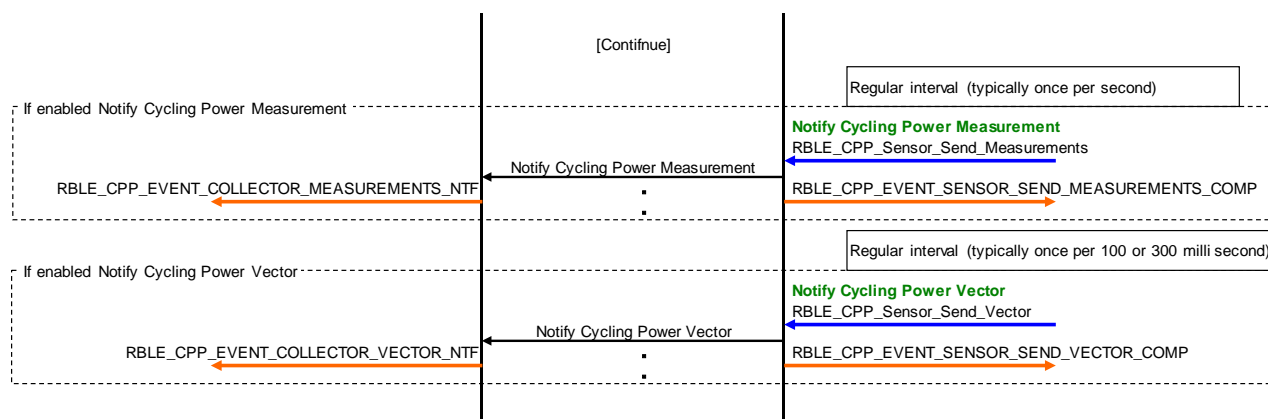 [Contifnue]
Regular interval (typically once per second)
If enabled Notify Cycling Power Measurement
Notify Cycling Power Measurement
RBLE_CPP_Sensor_Send_Measurements
Notify Cycling Power Measurement
RBLE_CPP_EVENT_COLLECTOR_MEASUREMENTS_NTF
RBLE_CPP_EVENT_SENSOR_SEND_MEASUREMENTS_COMP
Regular interval (typically once per 100 or 300 milli second)
If enabled Notify Cycling Power Vector
Notify Cycling Power Vector
RBLE_CPP_Sensor_Send_Vector
Notify Cycling Power Vector
RBLE_CPP_EVENT_COLLECTOR_VECTOR_NTF
RBLE_CPP_EVENT_SENSOR_SEND_VECTOR_COMP